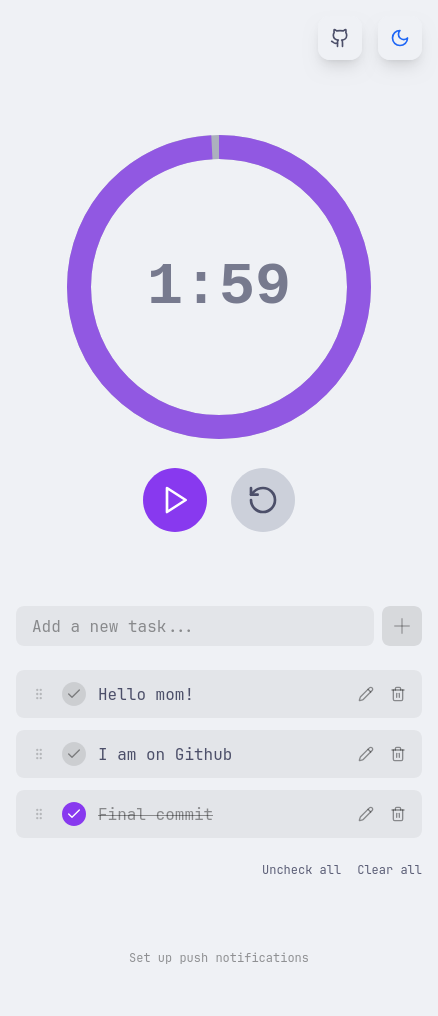 1:59
Add a new task...
Hello mom!
I am on Github
Final commit
Uncheck all Clear all
Set up push notifications